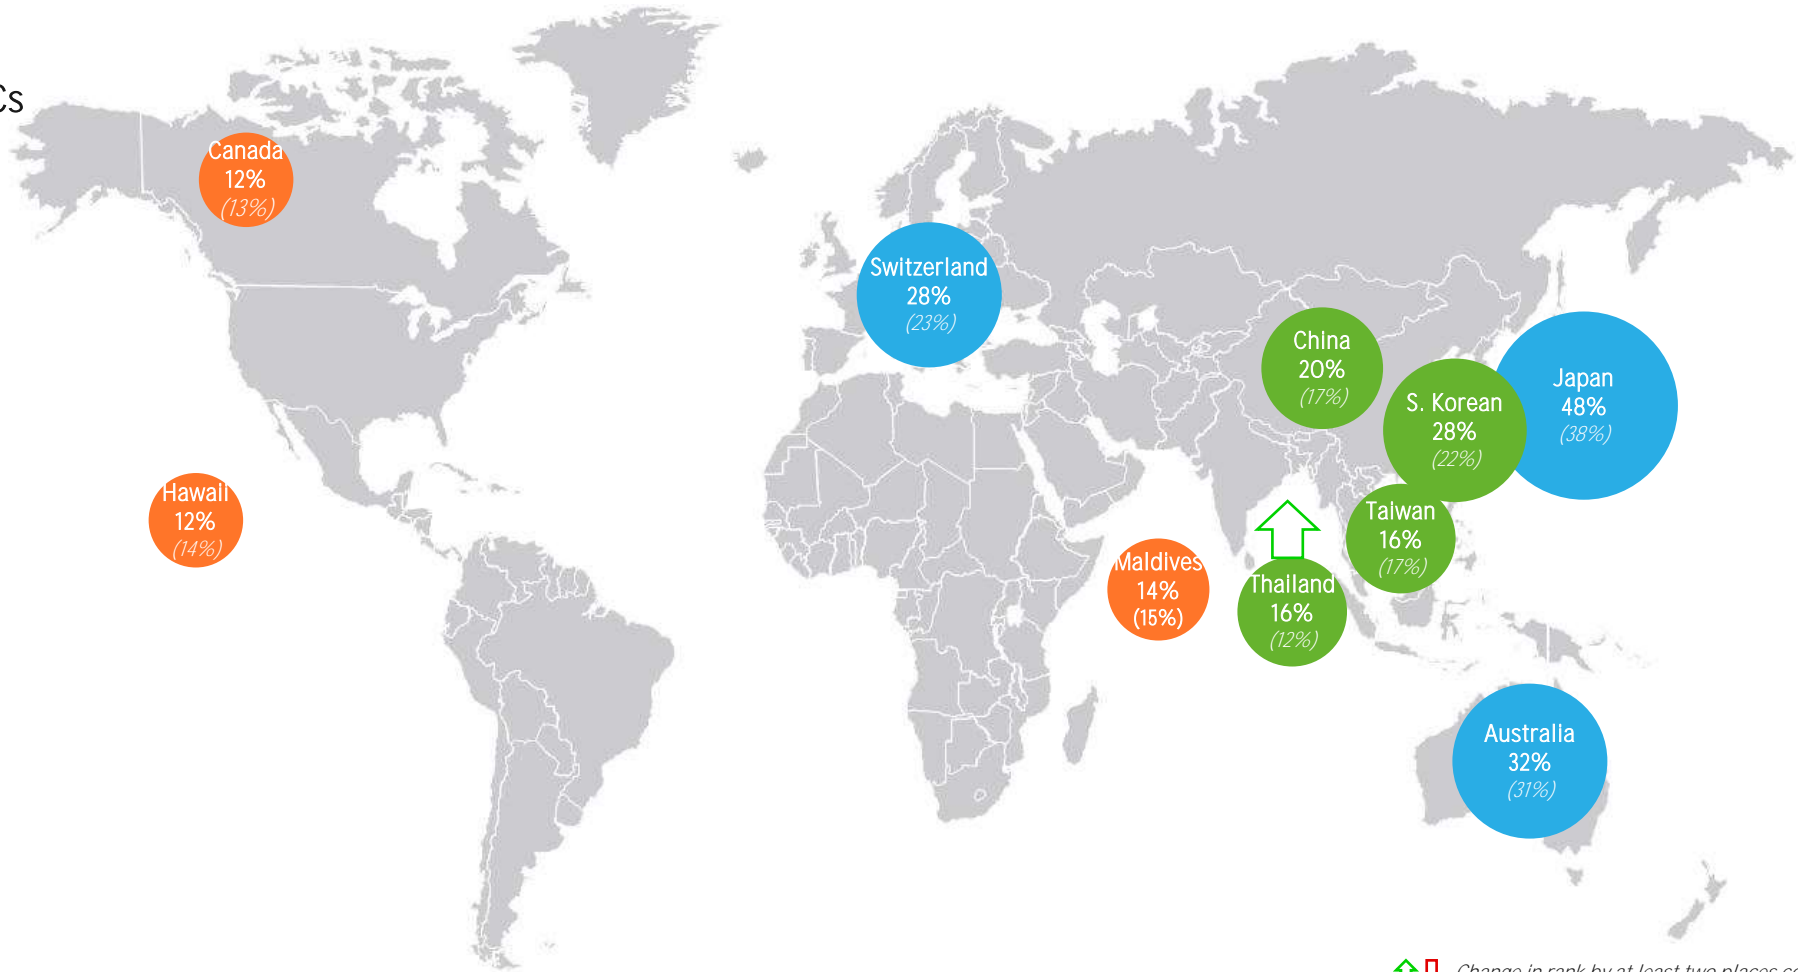 Cs
Canada
12%
(13%)
Switzerland
28%
(23%)
China
20%
(17%)
Japan
48%
(38%)
S. Korean
28%
(22%)
Hawaii
12%
(14%)
Taiwan
16%
(17%)
Maldives
14%
(15%)
Thailand
16%
(12%)
Australia
32%
(31%)
Change in rank by at least two places